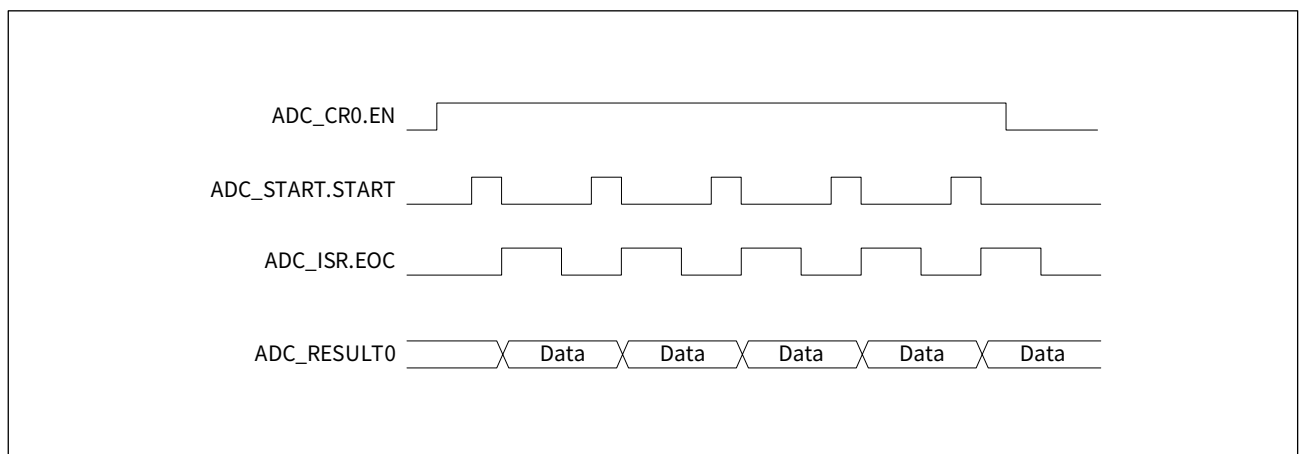 ADC_CR0.EN
ADC_START.START
ADC_ISR.EOC
ADC_RESULT0 Data Data Data Data Data